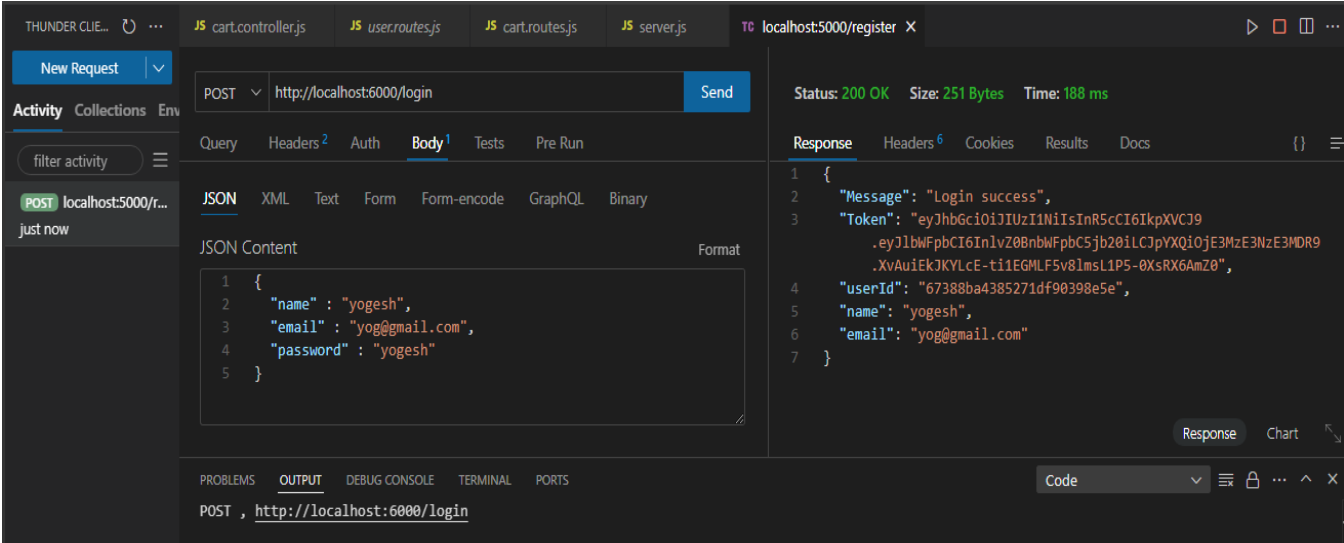 THUNDER CLIE...
JS cart.controller.js
JS user.routes.js
JS cart.routes.js
JS server.js
TC localhost:5000/register
New Request
Activity Collections Env
filter activity
POST localhost:5000/r...
just now
POST http://localhost:6000/login Send
Query Headers 2 Auth Body 1 Tests Pre Run
JSON XML Text Form Form-encode GraphQL Binary
JSON Content Format
1 {
2 "name" : "yogesh",
3 "email" : "yog@gmail.com",
4 "password" : "yogesh"
5 }
Status: 200 OK Size: 251 Bytes Time: 188 ms
Response Headers 6 Cookies Results Docs {}
1 {
2 "Message": "Login success",
3 "Token": "eyJhbGciOiJIUzI1NiIsInR5cCI6IkpXVCJ9
.eyJlbWFpbCI6InlvZ0BnbWFpbC5jb20iLCJpYXQiOjE3MzE3NzE3MDR9
.XvAuiEkJKYLcE-ti1EGMLF5v8lmsL1P5-0XsRX6AmZ0",
4 "userId": "67388ba4385271df90398e5e",
5 "name": "yogesh",
6 "email": "yog@gmail.com"
7 }
Response Chart
PROBLEMS OUTPUT DEBUG CONSOLE TERMINAL PORTS
Code
POST , http://localhost:6000/login